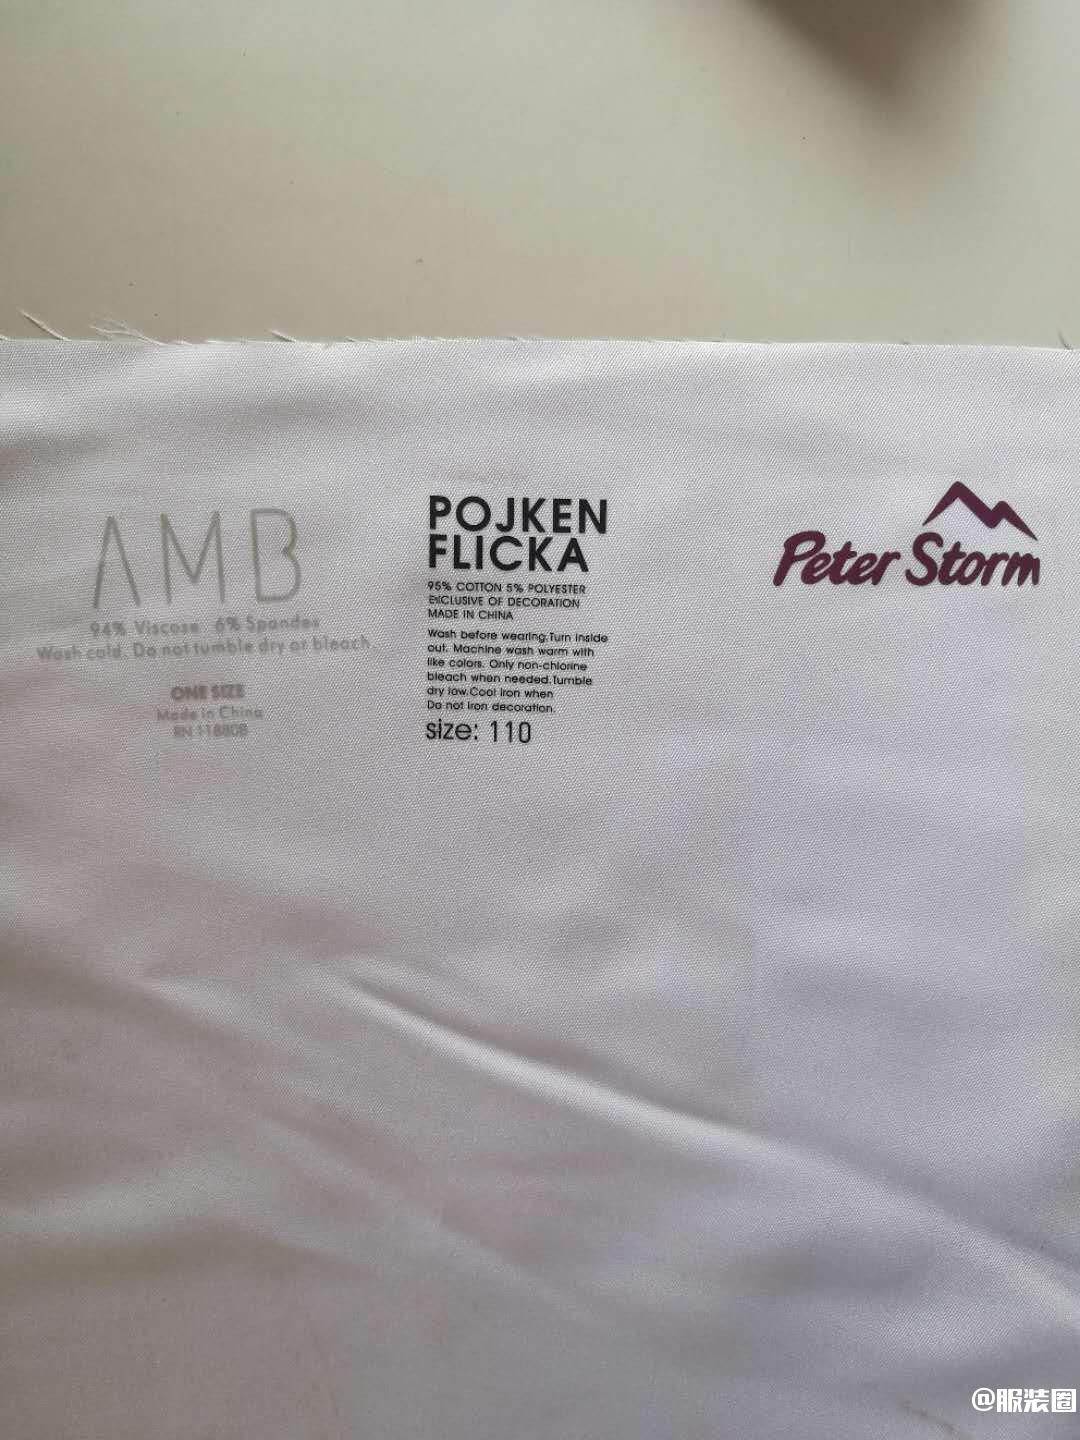 AMB
94% Viscose 6% Spandex
Wash cold. Do not tumble dry or bleach.
ONE SIZE
Made in China
POJKEN
FLICKA
95% COTTON 5% POLYESTER
EXCLUSIVE OF DECORATION
MADE IN CHINA
Wash before wearing.Turn inside
out. Machine wash warm with
like colors. Only non-chlorine
bleach when needed.Tumble
dry low.Cool iron when
Do not iron decoration.
size: 110
Peter Storm
@服装圈